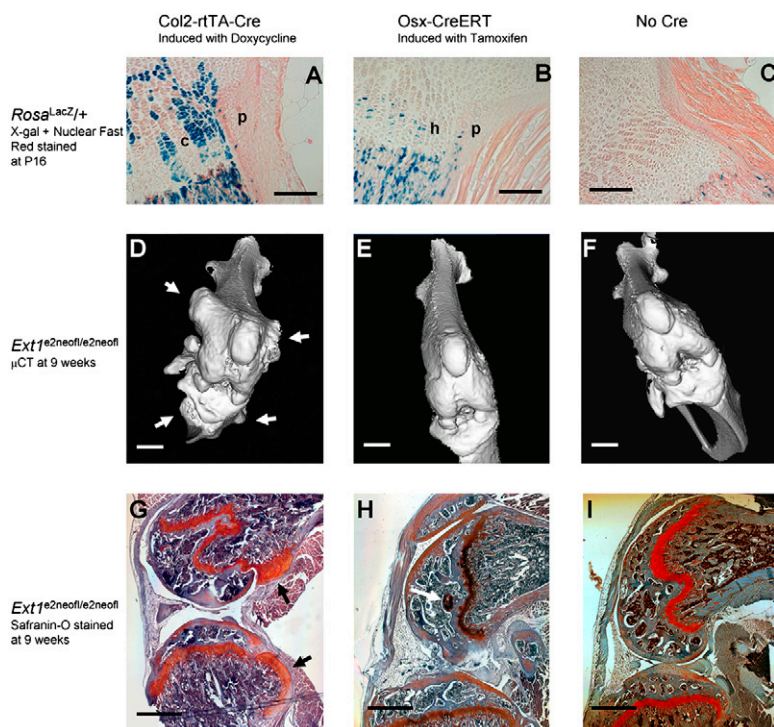 Col2-rtTA-Cre
Induced with Doxycycline
Osx-CreERT
Induced with Tamoxifen
No Cre
Rosa^LacZ/+
X-gal + Nuclear Fast
Red stained
at P16
A
p
c
B
h
p
C
Ext1^e2neofl/e2neofl
µCT at 9 weeks
D
E
F
Ext1^e2neofl/e2neofl
Safranin-O stained
at 9 weeks
G
H
I